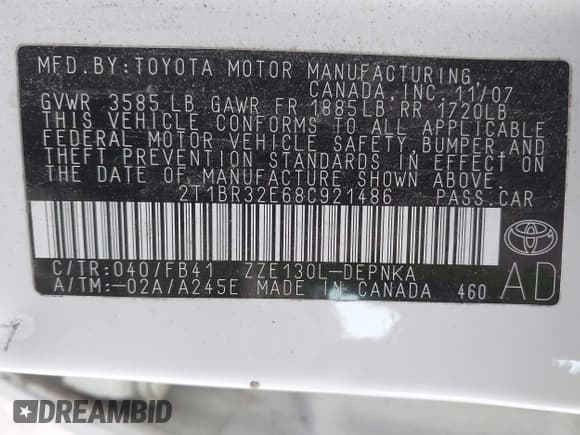 MFD.BY:TOYOTA MOTOR MANUFACTURING,
CANADA, INC. 11/07
GVWR 3585 LB GAWR FR 1885LB RR 1720LB
THIS VEHICLE CONFORMS TO ALL APPLICABLE
FEDERAL MOTOR VEHICLE SAFETY, BUMPER, AND
THEFT PREVENTION STANDARDS IN EFFECT ON
THE DATE OF MANUFACTURE SHOWN ABOVE.
2T1BR32E68C921486 PASS.CAR
C/TR:040/FB41 ZZE130L-DEPNKA
A/TM:-02A/A245E MADE IN CANADA 460
AD
DREAMBID